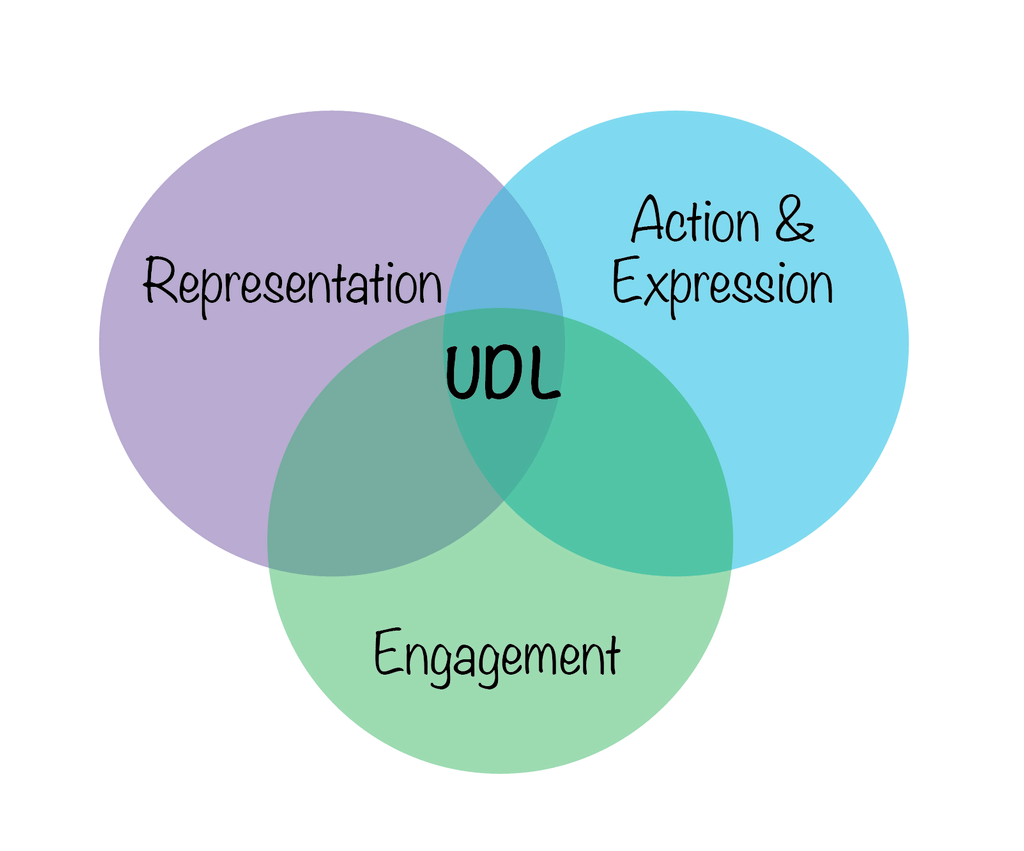 Representation
Action &
Expression
UDL
Engagement